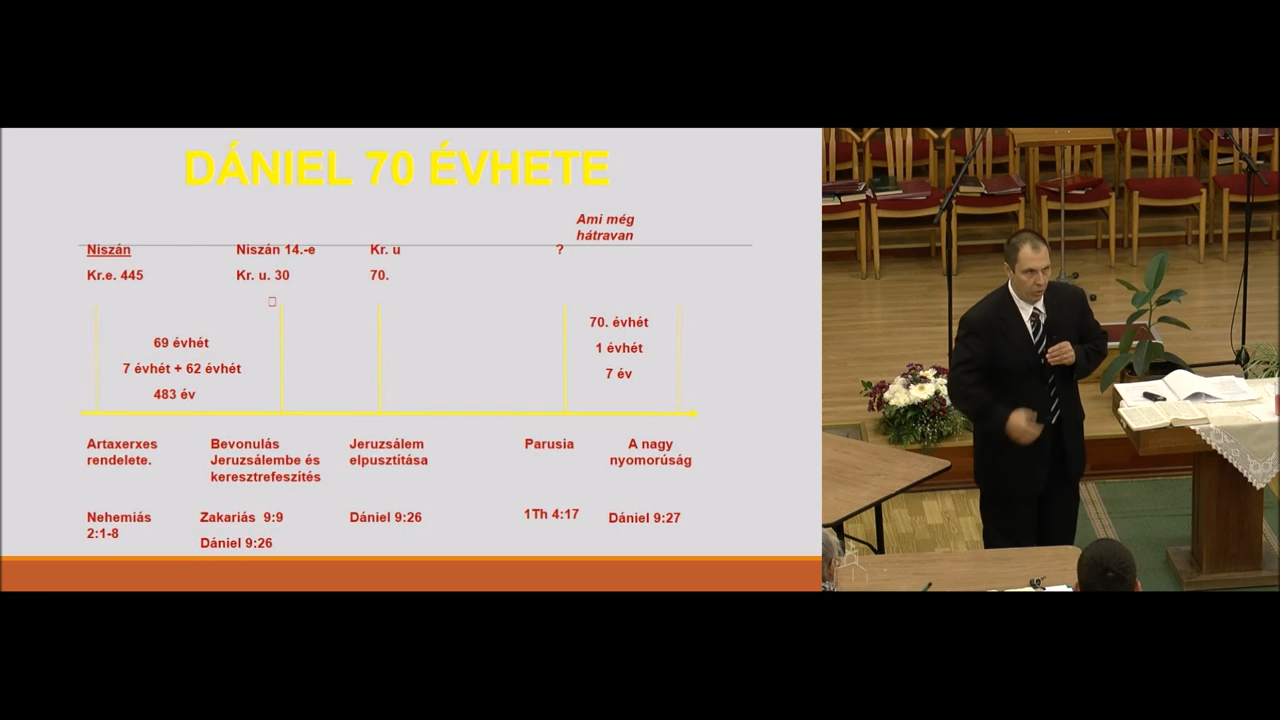 DÁNIEL 70 ÉVHETE
Ami még
hátravan
Niszán
Niszán 14.-e
Kr. u
?
Kr.e. 445
Kr. u. 30
70.
69 évhét
7 évhét + 62 évhét
483 év
70. évhét
1 évhét
7 év
Artaxerxes
rendelete.
Bevonulás
Jeruzsálembe és
keresztrefeszítés
Jeruzsálem
elpusztítása
Parusia
A nagy
nyomorúság
Nehemiás
2:1-8
Zakariás  9:9
Dániel 9:26
Dániel 9:26
1Th 4:17
Dániel 9:27